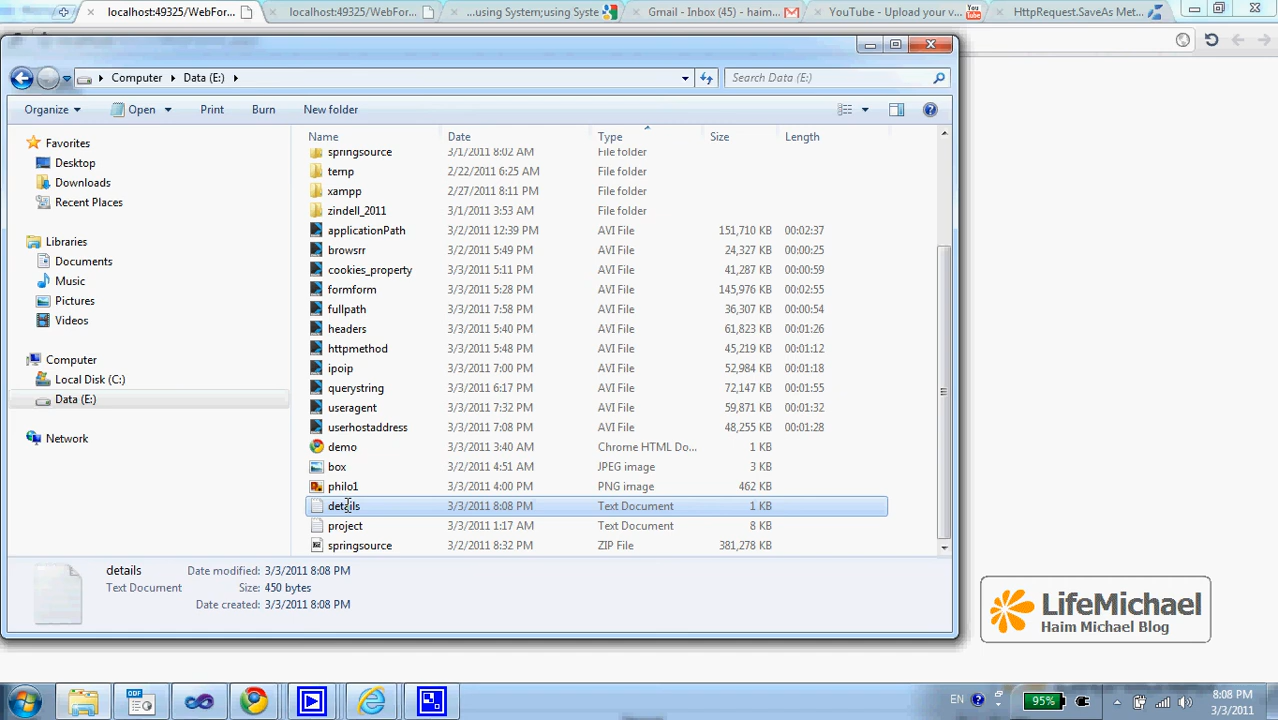 localhost:49325/WebFor...
localhost:49325/WebFor...
...using System;using Syste
Gmail - Inbox (45) - haim...
YouTube - Upload your v...
HttpRequest.SaveAs Met...
Computer
Data (E:)
Search Data (E:)
Organize
Open
Print
Burn
New folder
Favorites
Desktop
Downloads
Recent Places
Libraries
Documents
Music
Pictures
Videos
Computer
Local Disk (C:)
Data (E:)
Network
Name Date Type Size Length
springsource 3/1/2011 8:02 AM File folder
temp 2/22/2011 6:25 AM File folder
xampp 2/27/2011 8:11 PM File folder
zindell_2011 3/1/2011 3:53 AM File folder
applicationPath 3/2/2011 12:39 PM AVI File 151,710 KB 00:02:37
browsrr 3/2/2011 5:49 PM AVI File 24,327 KB 00:00:25
cookies_property 3/3/2011 5:11 PM AVI File 41,287 KB 00:00:59
formform 3/3/2011 5:28 PM AVI File 145,976 KB 00:02:55
fullpath 3/3/2011 7:58 PM AVI File 36,307 KB 00:00:54
headers 3/3/2011 5:40 PM AVI File 61,823 KB 00:01:26
httpmethod 3/3/2011 5:48 PM AVI File 45,219 KB 00:01:12
ipoip 3/3/2011 7:00 PM AVI File 52,984 KB 00:01:18
querystring 3/3/2011 6:17 PM AVI File 72,147 KB 00:01:55
useragent 3/3/2011 7:32 PM AVI File 59,871 KB 00:01:32
userhostaddress 3/3/2011 7:08 PM AVI File 48,255 KB 00:01:28
demo 3/3/2011 3:40 AM Chrome HTML Do... 1 KB
box 3/2/2011 4:51 AM JPEG image 3 KB
philo1 3/3/2011 4:00 PM PNG image 462 KB
details 3/3/2011 8:08 PM Text Document 1 KB
project 3/3/2011 1:17 AM Text Document 8 KB
springsource 3/2/2011 8:32 PM ZIP File 381,278 KB
details Date modified: 3/3/2011 8:08 PM
Text Document Size: 450 bytes
Date created: 3/3/2011 8:08 PM
LifeMichael
Haim Michael Blog
EN
95%
8:08 PM
3/3/2011